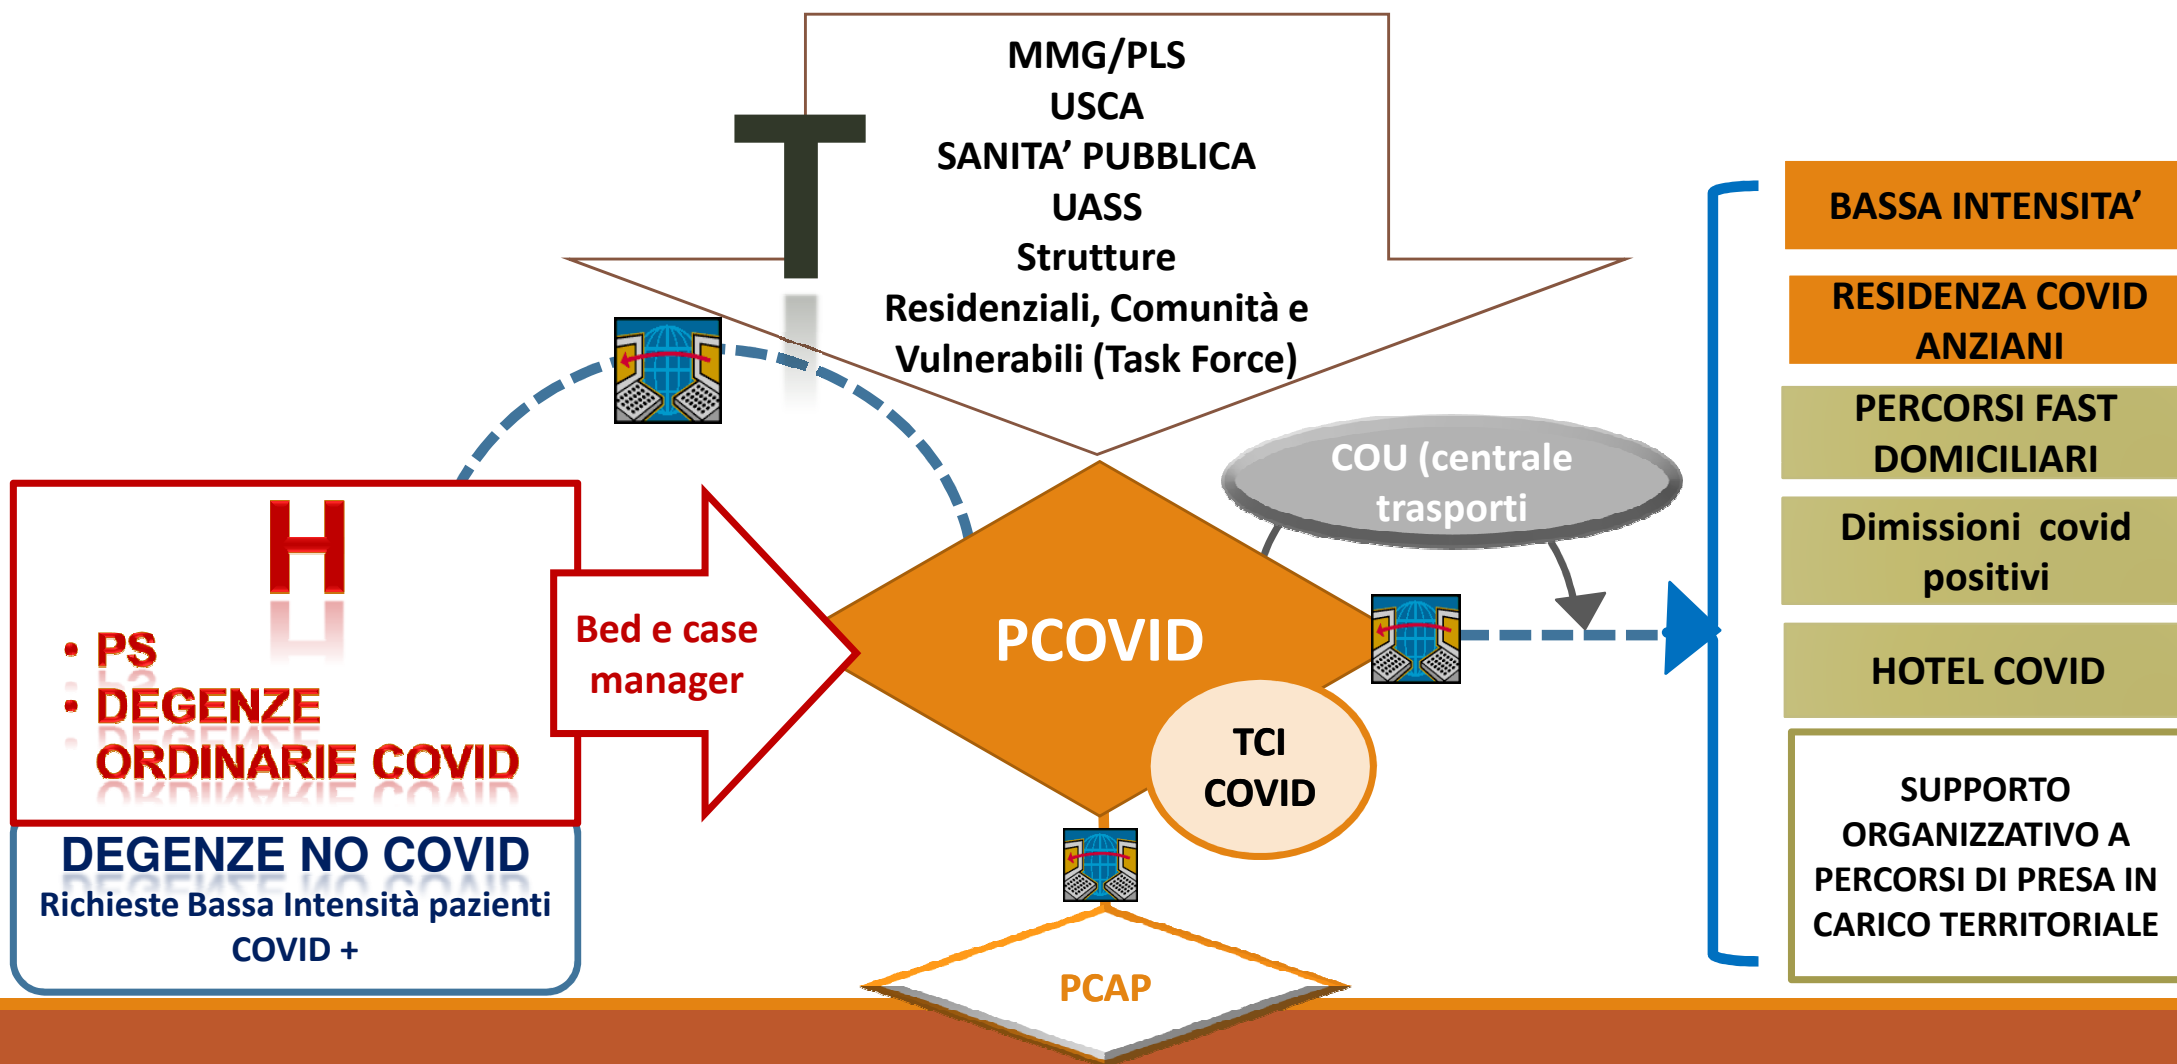 T
MMG/PLS
USCA
SANITA’ PUBBLICA
UASS
Strutture
Residenziali, Comunità e
Vulnerabili (Task Force)
H
• PS
• DEGENZE
ORDINARIE COVID
DEGENZE NO COVID
Richieste Bassa Intensità pazienti
COVID +
Bed e case
manager
PCOVID
TCI
COVID
PCAP
COU (centrale
trasporti
BASSA INTENSITA’
RESIDENZA COVID
ANZIANI
PERCORSI FAST
DOMICILIARI
Dimissioni covid
positivi
HOTEL COVID
SUPPORTO
ORGANIZZATIVO A
PERCORSI DI PRESA IN
CARICO TERRITORIALE